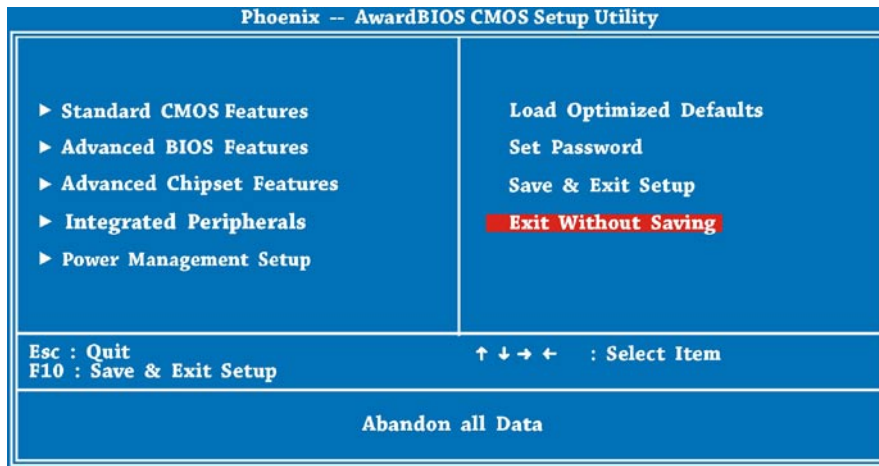 Phoenix -- AwardBIOS CMOS Setup Utility
► Standard CMOS Features
► Advanced BIOS Features
► Advanced Chipset Features
► Integrated Peripherals
► Power Management Setup
Load Optimized Defaults
Set Password
Save & Exit Setup
Exit Without Saving
Esc : Quit
F10 : Save & Exit Setup
↑ ↓ → ← : Select Item
Abandon all Data